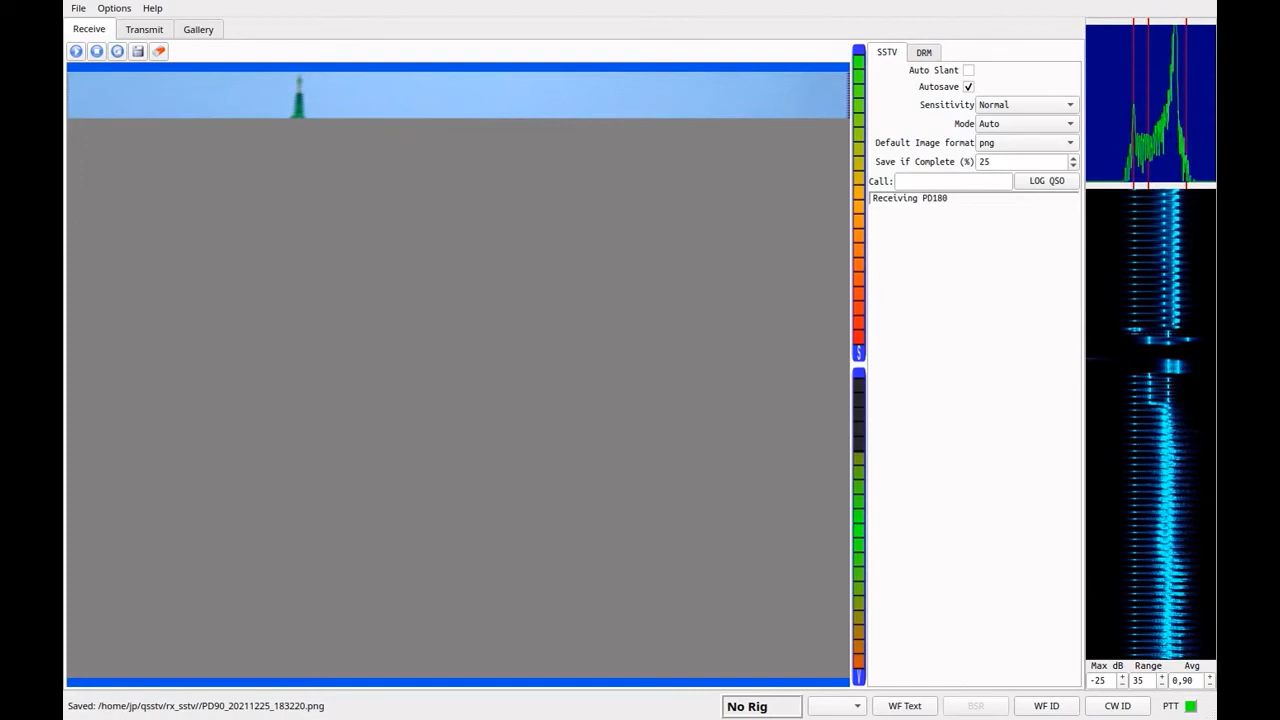 File Options Help
Receive Transmit Gallery
SSTV DRM
Auto Slant
Autosave
Sensitivity Normal
Mode Auto
Default Image format png
Save if Complete (%) 25
Call: LOG QSO
Receiving PD180
S
V
Max dB Range Avg
-25 35 0,90
Saved: /home/jp/qsstv/rx_sstv//PD90_20211225_183220.png No Rig WF Text BSR WF ID CW ID PTT